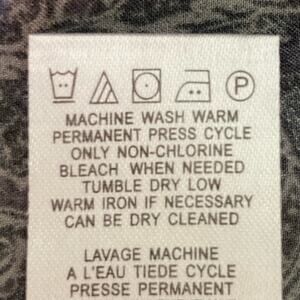 P
MACHINE WASH WARM
PERMANENT PRESS CYCLE
ONLY NON-CHLORINE
BLEACH WHEN NEEDED
TUMBLE DRY LOW
WARM IRON IF NECESSARY
CAN BE DRY CLEANED
LAVAGE MACHINE
A L'EAU TIEDE CYCLE
PRESSE PERMANENT